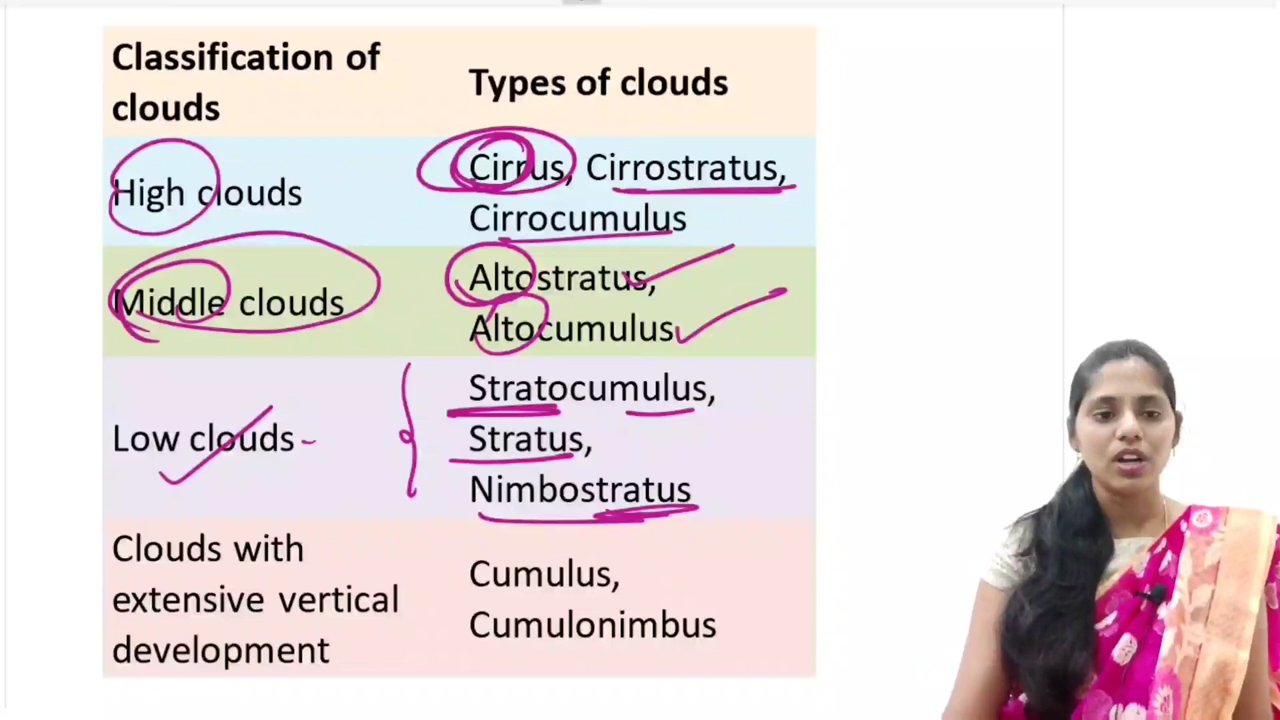 Classification of
clouds
Types of clouds
High clouds
Cirrus, Cirrostratus,
Cirrocumulus
Middle clouds
Altostratus,
Altocumulus
Low clouds
Stratocumulus,
Stratus,
Nimbostratus
Clouds with
extensive vertical
development
Cumulus,
Cumulonimbus